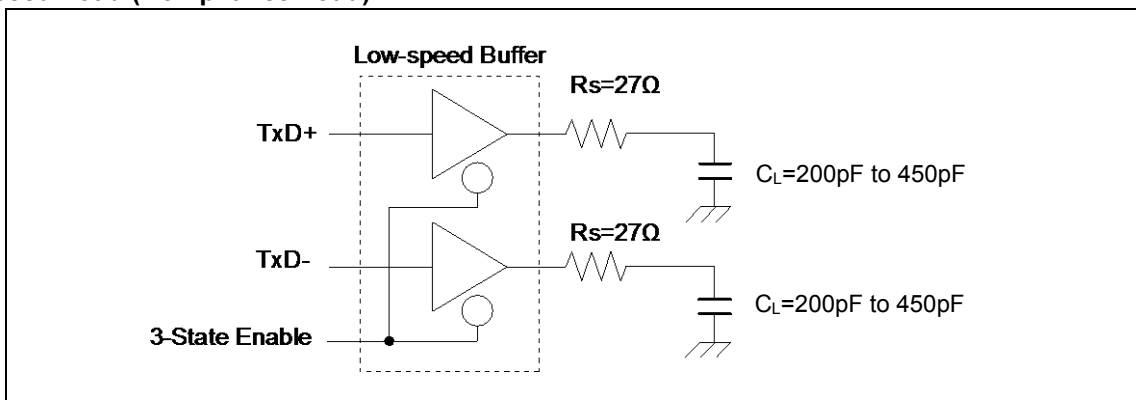 Low-speed Buffer
Rs=27Ω
TxD+
CL=200pF to 450pF
Rs=27Ω
TxD-
CL=200pF to 450pF
3-State Enable